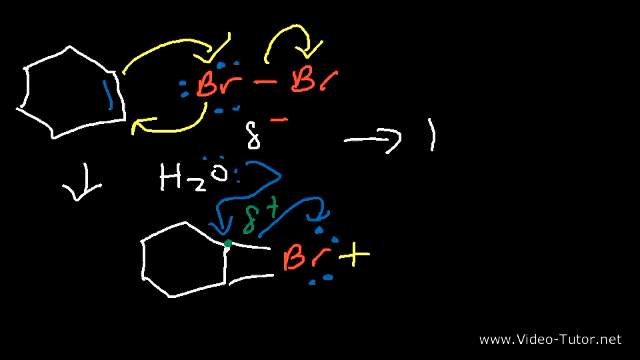 Br - Br
δ -
H2O
δ+
Br +
www.Video-Tutor.net